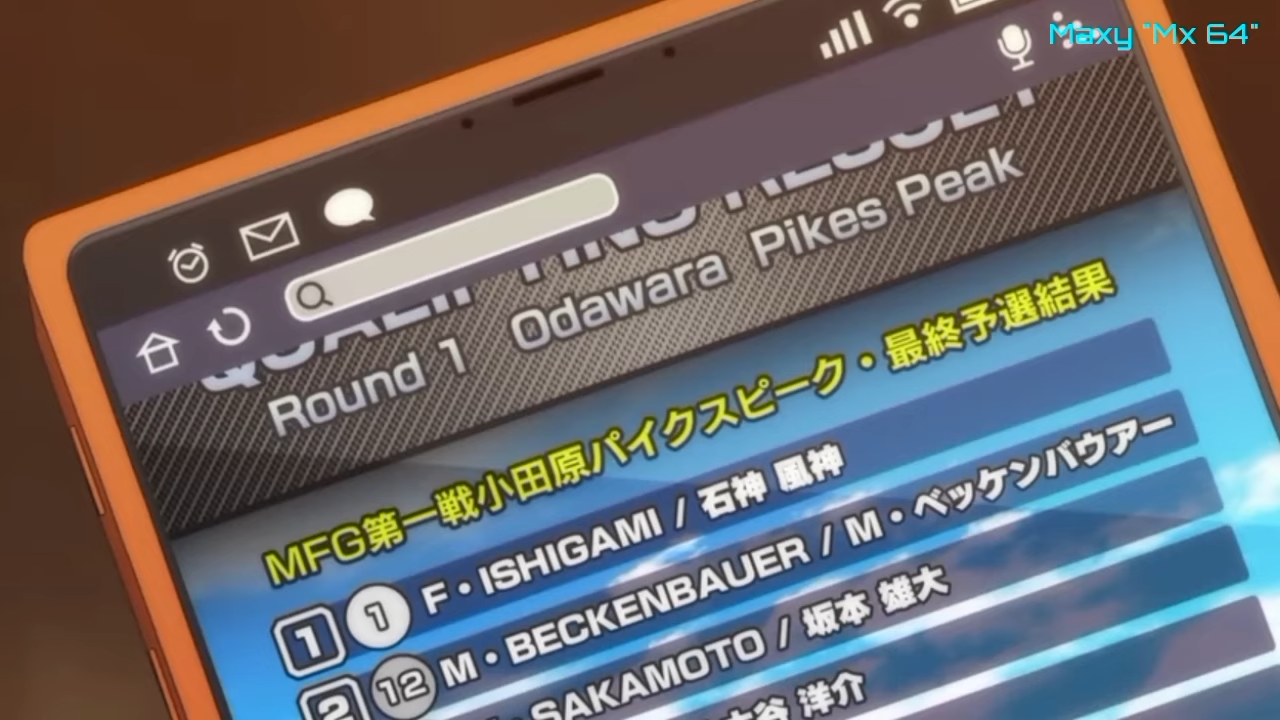 Maxy "Mx 64"
Round 1 Odawara Pikes Peak
MFG第一戦小田原パイクスピーク・最終予選結果
1 1 F・ISHIGAMI / 石神 風神
2 12 M・BECKENBAUER / M・ベッケンバウアー
SAKAMOTO / 坂本 雄大
谷 洋介